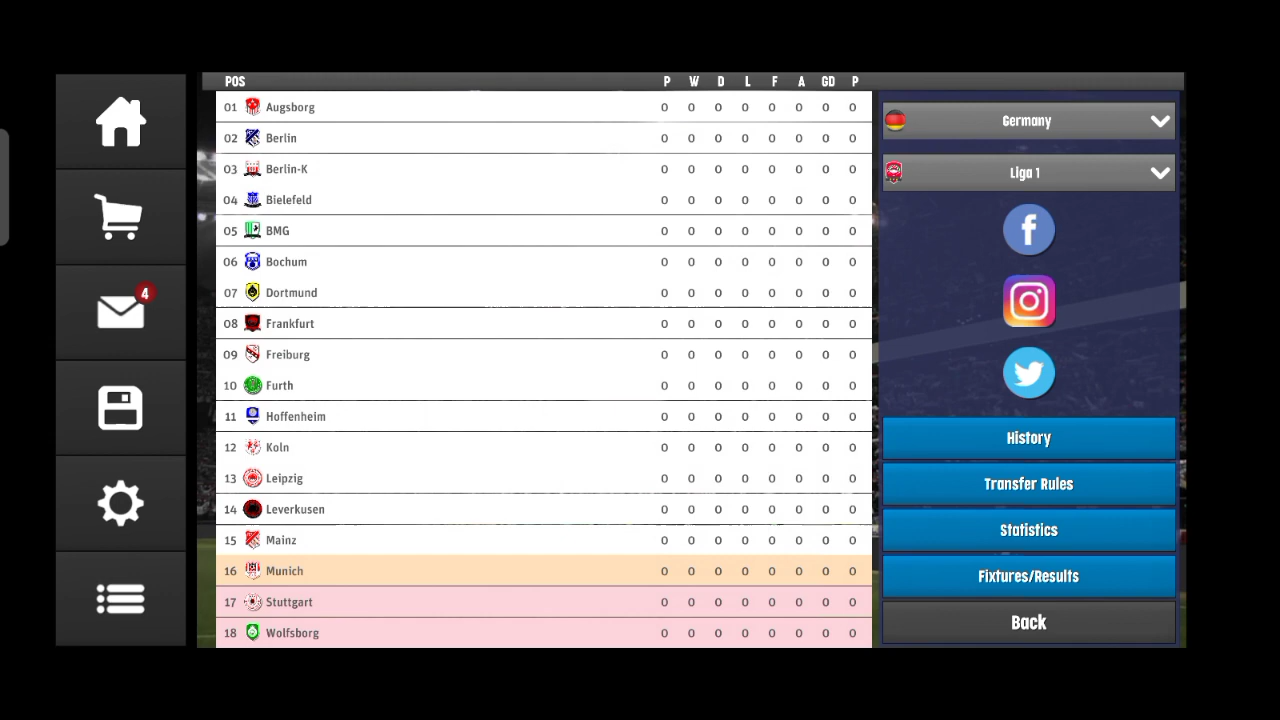 POS P W D L F A GD P
01 Augsborg 0 0 0 0 0 0 0 0
02 Berlin 0 0 0 0 0 0 0 0
03 Berlin-K 0 0 0 0 0 0 0 0
04 Bielefeld 0 0 0 0 0 0 0 0
05 BMG 0 0 0 0 0 0 0 0
06 Bochum 0 0 0 0 0 0 0 0
07 Dortmund 0 0 0 0 0 0 0 0
08 Frankfurt 0 0 0 0 0 0 0 0
09 Freiburg 0 0 0 0 0 0 0 0
10 Furth 0 0 0 0 0 0 0 0
11 Hoffenheim 0 0 0 0 0 0 0 0
12 Koln 0 0 0 0 0 0 0 0
13 Leipzig 0 0 0 0 0 0 0 0
14 Leverkusen 0 0 0 0 0 0 0 0
15 Mainz 0 0 0 0 0 0 0 0
16 Munich 0 0 0 0 0 0 0 0
17 Stuttgart 0 0 0 0 0 0 0 0
18 Wolfsborg 0 0 0 0 0 0 0 0
4
Germany
Liga 1
History
Transfer Rules
Statistics
Fixtures/Results
Back